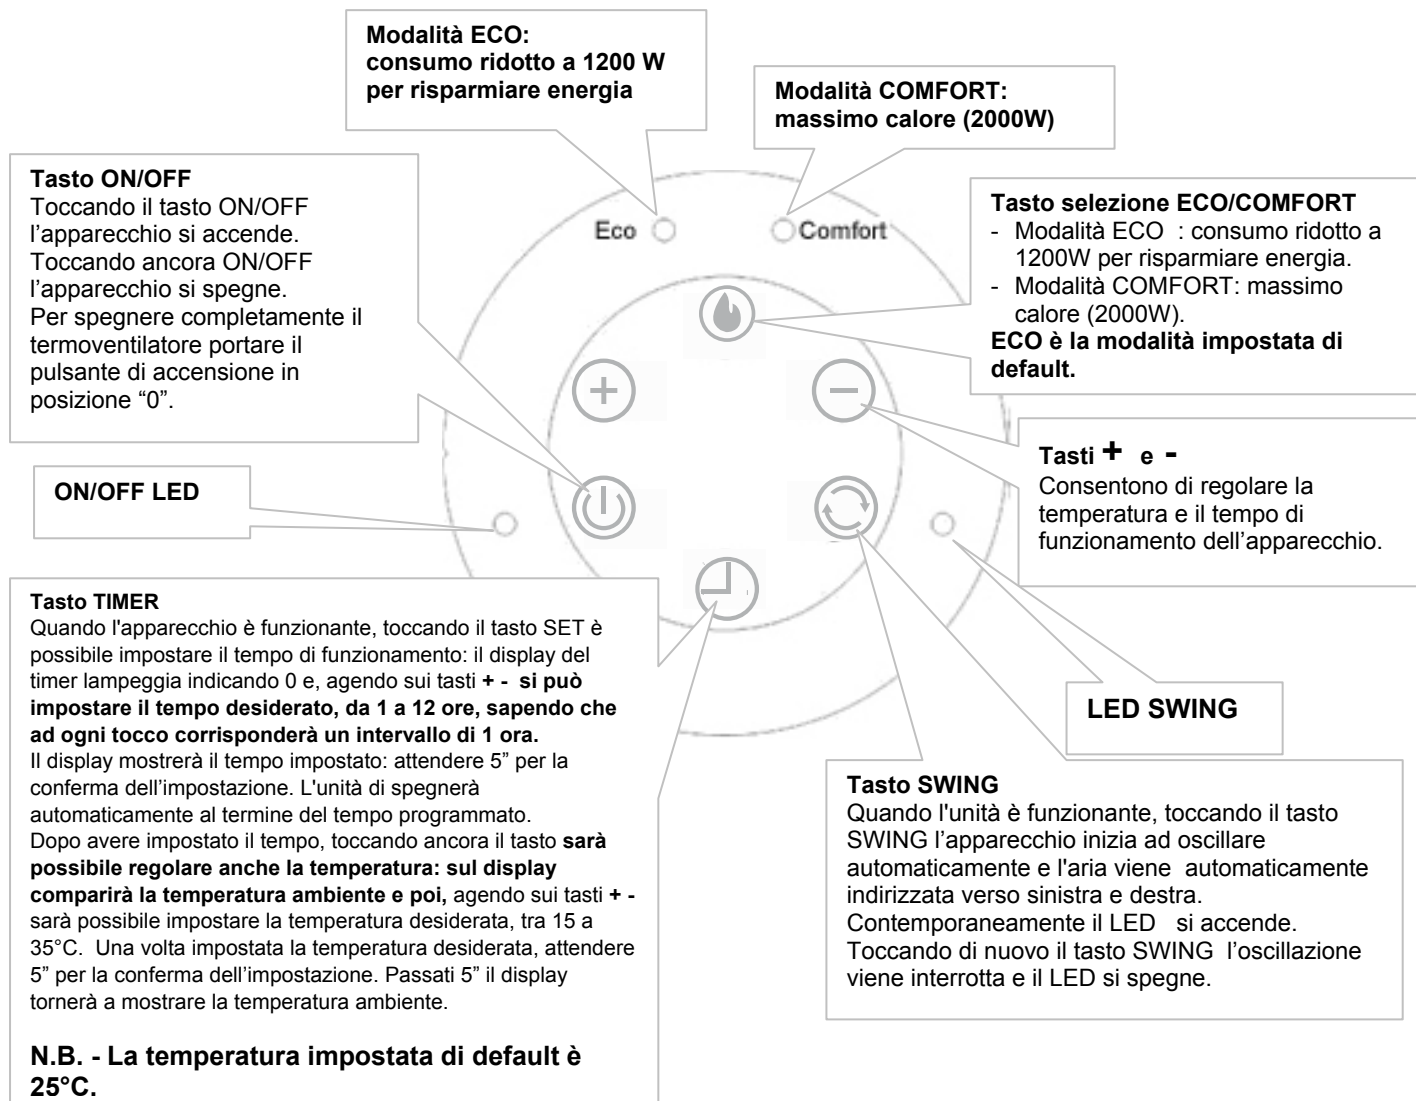 Modalità ECO:
consumo ridotto a 1200 W
per risparmiare energia
Modalità COMFORT:
massimo calore (2000W)
Tasto ON/OFF
Toccando il tasto ON/OFF
l’apparecchio si accende.
Toccando ancora ON/OFF
l’apparecchio si spegne.
Per spegnere completamente il
termoventilatore portare il
pulsante di accensione in
posizione “0”.
Eco
Comfort
Tasto selezione ECO/COMFORT
- Modalità ECO : consumo ridotto a
1200W per risparmiare energia.
- Modalità COMFORT: massimo
calore (2000W).
ECO è la modalità impostata di
default.
Tasti + e -
Consentono di regolare la
temperatura e il tempo di
funzionamento dell’apparecchio.
ON/OFF LED
Tasto TIMER
Quando l'apparecchio è funzionante, toccando il tasto SET è
possibile impostare il tempo di funzionamento: il display del
timer lampeggia indicando 0 e, agendo sui tasti + - si può
impostare il tempo desiderato, da 1 a 12 ore, sapendo che
ad ogni tocco corrisponderà un intervallo di 1 ora.
Il display mostrerà il tempo impostato: attendere 5” per la
conferma dell’impostazione. L'unità di spegnerà
automaticamente al termine del tempo programmato.
Dopo avere impostato il tempo, toccando ancora il tasto sarà
possibile regolare anche la temperatura: sul display
comparirà la temperatura ambiente e poi, agendo sui tasti + -
sarà possibile impostare la temperatura desiderata, tra 15 a
35°C. Una volta impostata la temperatura desiderata, attendere
5” per la conferma dell’impostazione. Passati 5” il display
tornerà a mostrare la temperatura ambiente.
N.B. - La temperatura impostata di default è
25°C.
LED SWING
Tasto SWING
Quando l'unità è funzionante, toccando il tasto
SWING l’apparecchio inizia ad oscillare
automaticamente e l'aria viene automaticamente
indirizzata verso sinistra e destra.
Contemporaneamente il LED si accende.
Toccando di nuovo il tasto SWING l’oscillazione
viene interrotta e il LED si spegne.